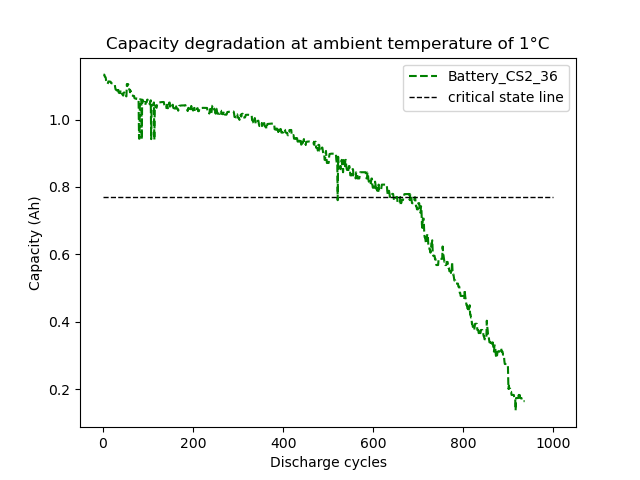 Capacity degradation at ambient temperature of 1°C
Battery_CS2_36
critical state line
Capacity (Ah)
1.0
0.8
0.6
0.4
0.2
0 200 400 600 800 1000
Discharge cycles